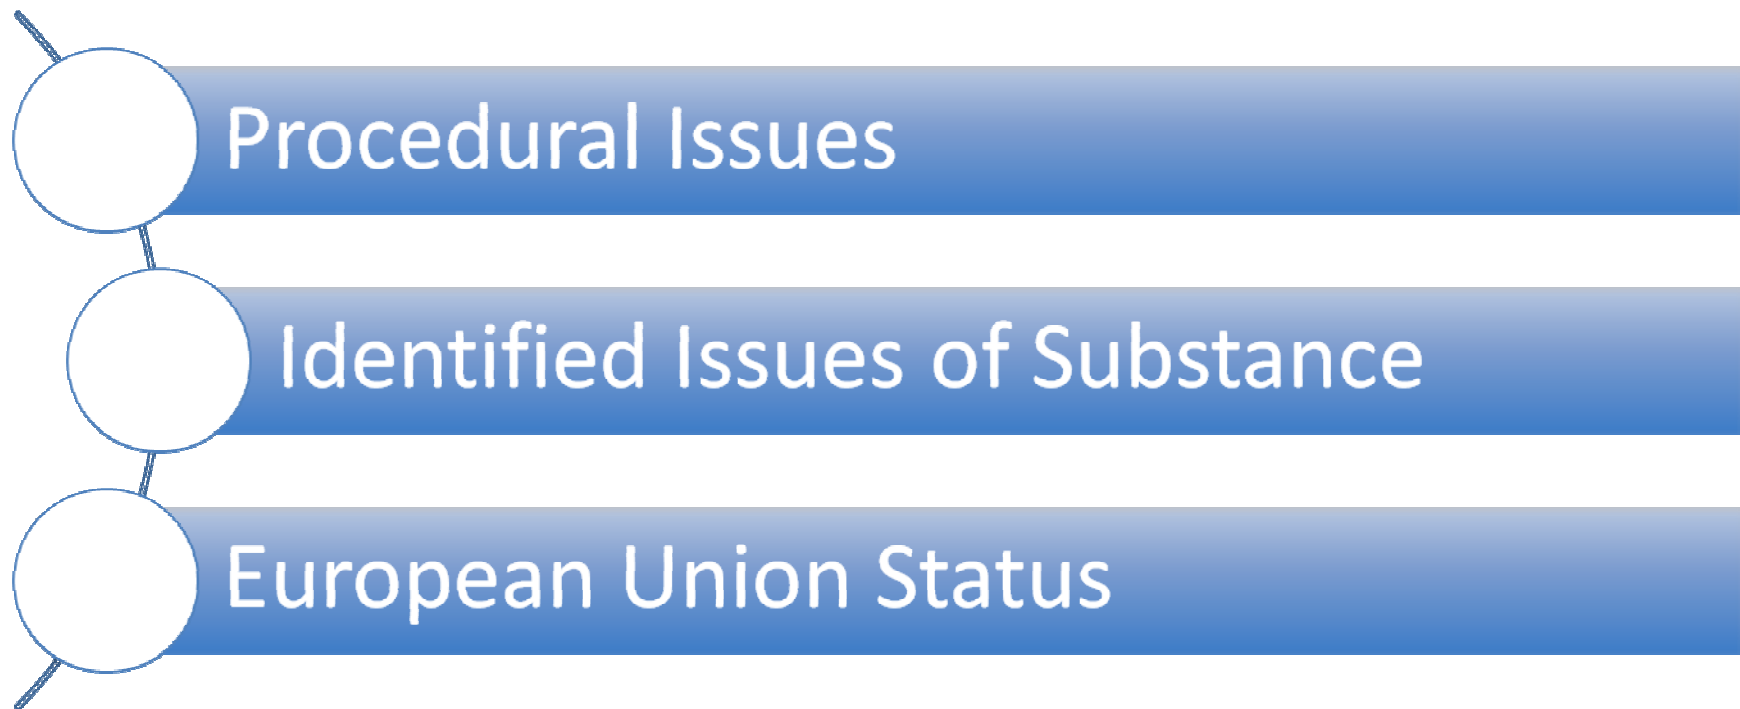 Procedural Issues
Identified Issues of Substance
European Union Status